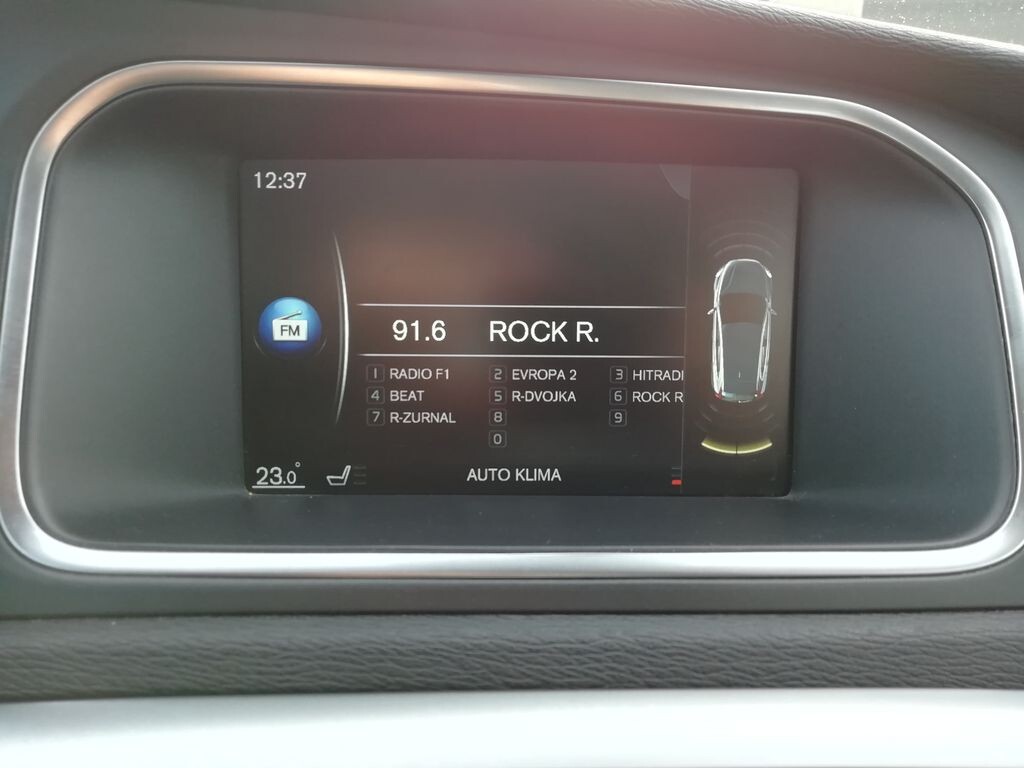 12:37
FM
91.6 ROCK R.
1 RADIO F1 2 EVROPA 2 3 HITRADI
4 BEAT 5 R-DVOJKA 6 ROCK R
7 R-ZURNAL 8 9
0
23.0° AUTO KLIMA